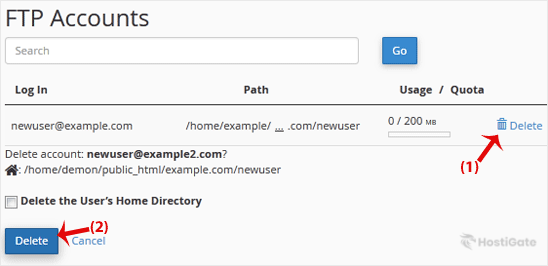 FTP Accounts
Search
Go
Log In Path Usage / Quota
newuser@example.com /home/example/ ... .com/newuser 0 / 200 MB Delete
(1)
Delete account: newuser@example2.com?
: /home/demon/public_html/example.com/newuser
Delete the User's Home Directory
(2)
Delete Cancel
HostiGate